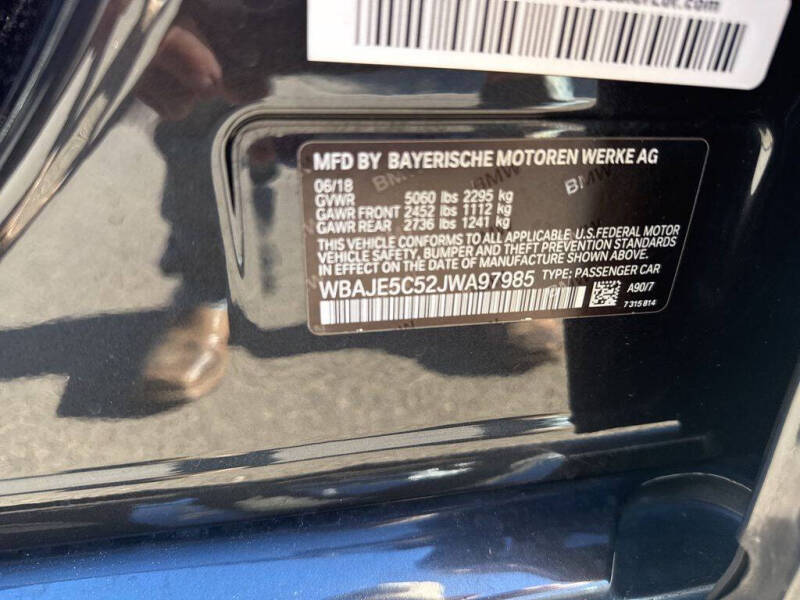 MFD BY BAYERISCHE MOTOREN WERKE AG
06/18
GVWR 5060 lbs 2295 kg
GAWR FRONT 2452 lbs 1112 kg
GAWR REAR 2736 lbs 1241 kg
THIS VEHICLE CONFORMS TO ALL APPLICABLE U.S.FEDERAL MOTOR
VEHICLE SAFETY, BUMPER AND THEFT PREVENTION STANDARDS
IN EFFECT ON THE DATE OF MANUFACTURE SHOWN ABOVE.
WBAJE5C52JWA97985 TYPE: PASSENGER CAR
A90/7
7 315 814
BMW
BMW
BMW